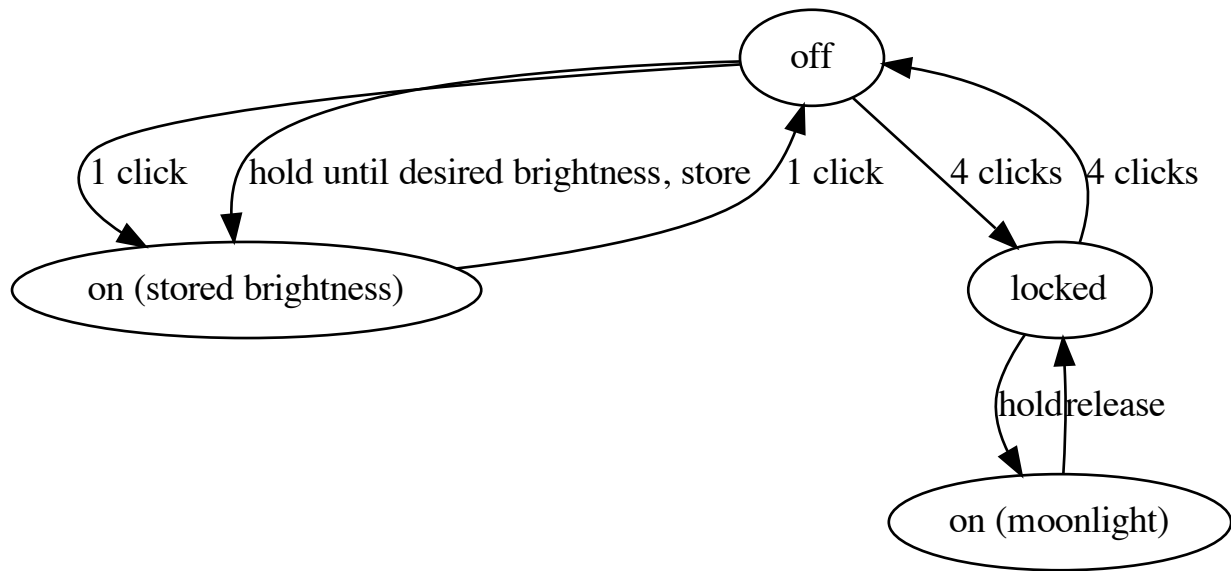 off
1 click
hold until desired brightness, store
1 click
4 clicks
4 clicks
on (stored brightness)
locked
hold
release
on (moonlight)